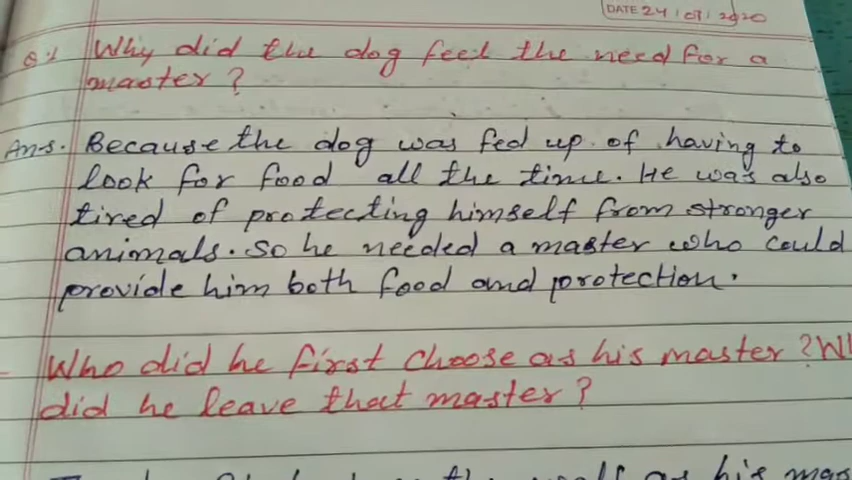 DATE 24/07/2020
Q1 Why did the dog feel the need for a
master?
Ans. Because the dog was fed up of having to
look for food all the time. He was also
tired of protecting himself from stronger
animals. So he needed a master who could
provide him both food and protection.
Who did he first choose as his master?
did he leave that master?
as his